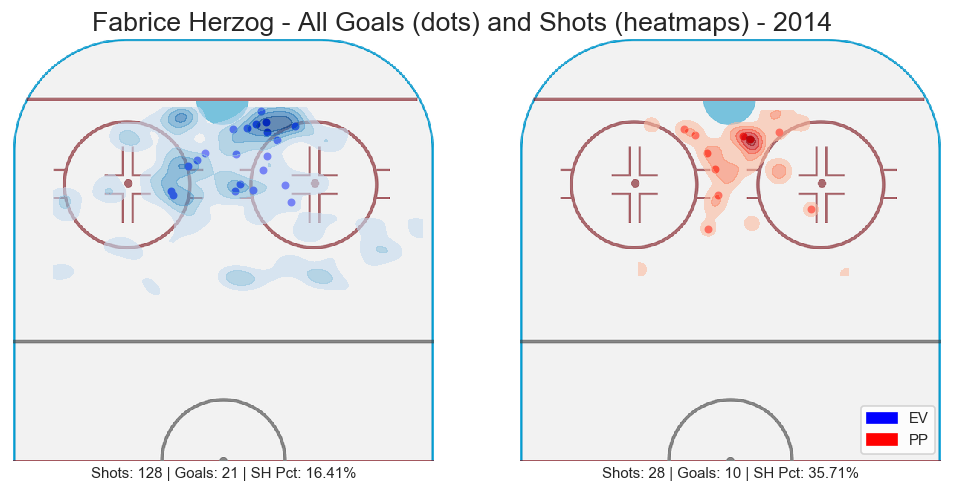 Fabrice Herzog - All Goals (dots) and Shots (heatmaps) - 2014
EV
PP
Shots: 128 | Goals: 21 | SH Pct: 16.41%
Shots: 28 | Goals: 10 | SH Pct: 35.71%